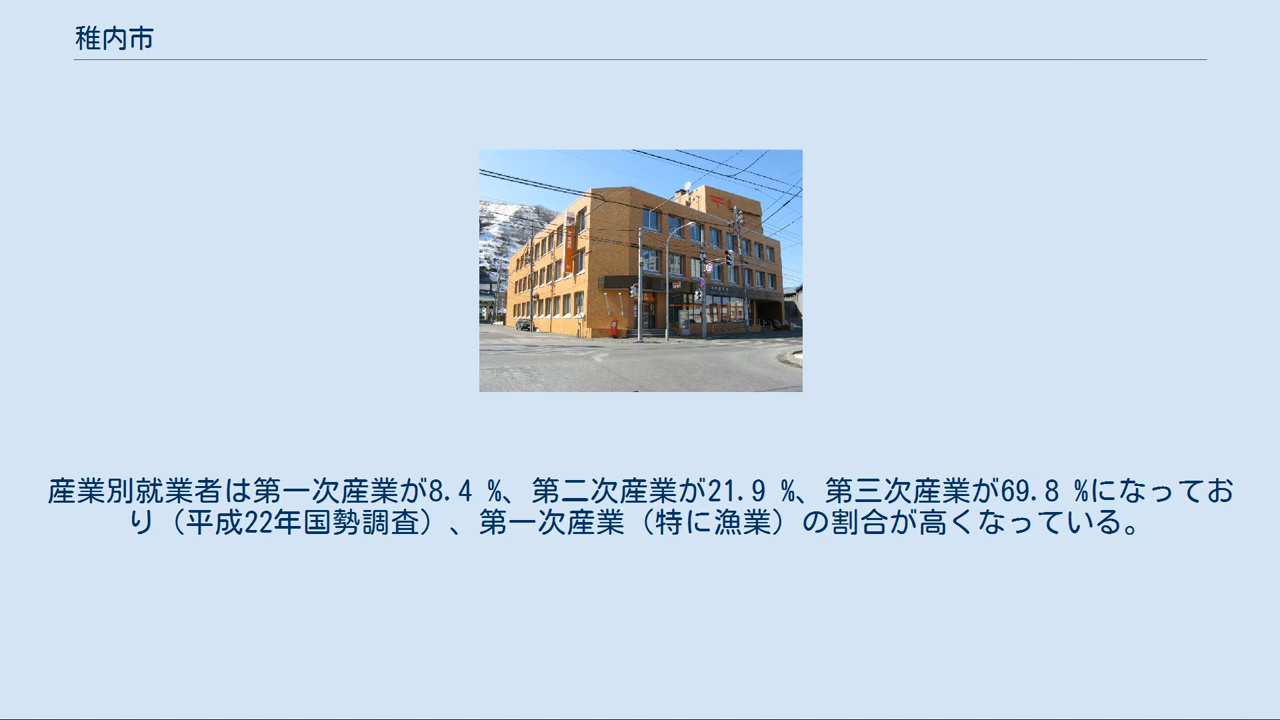 稚内市
産業別就業者は第一次産業が8.4 %、第二次産業が21.9 %、第三次産業が69.8 %になってお
り（平成22年国勢調査）、第一次産業（特に漁業）の割合が高くなっている。